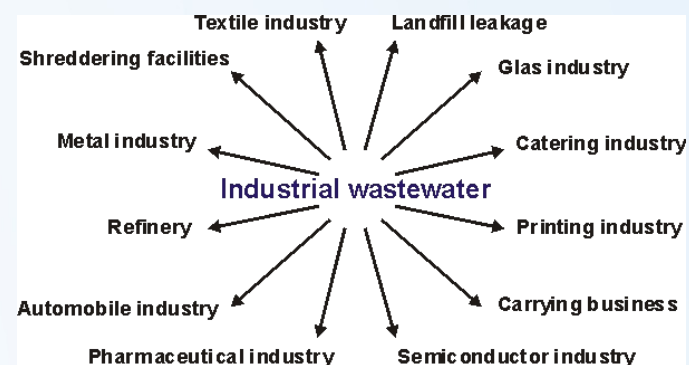 Textile industry
Landfill leakage
Shreddering facilities
Glas industry
Metal industry
Catering industry
Industrial wastewater
Refinery
Printing industry
Automobile industry
Carrying business
Pharmaceutical industry
Semiconductor industry